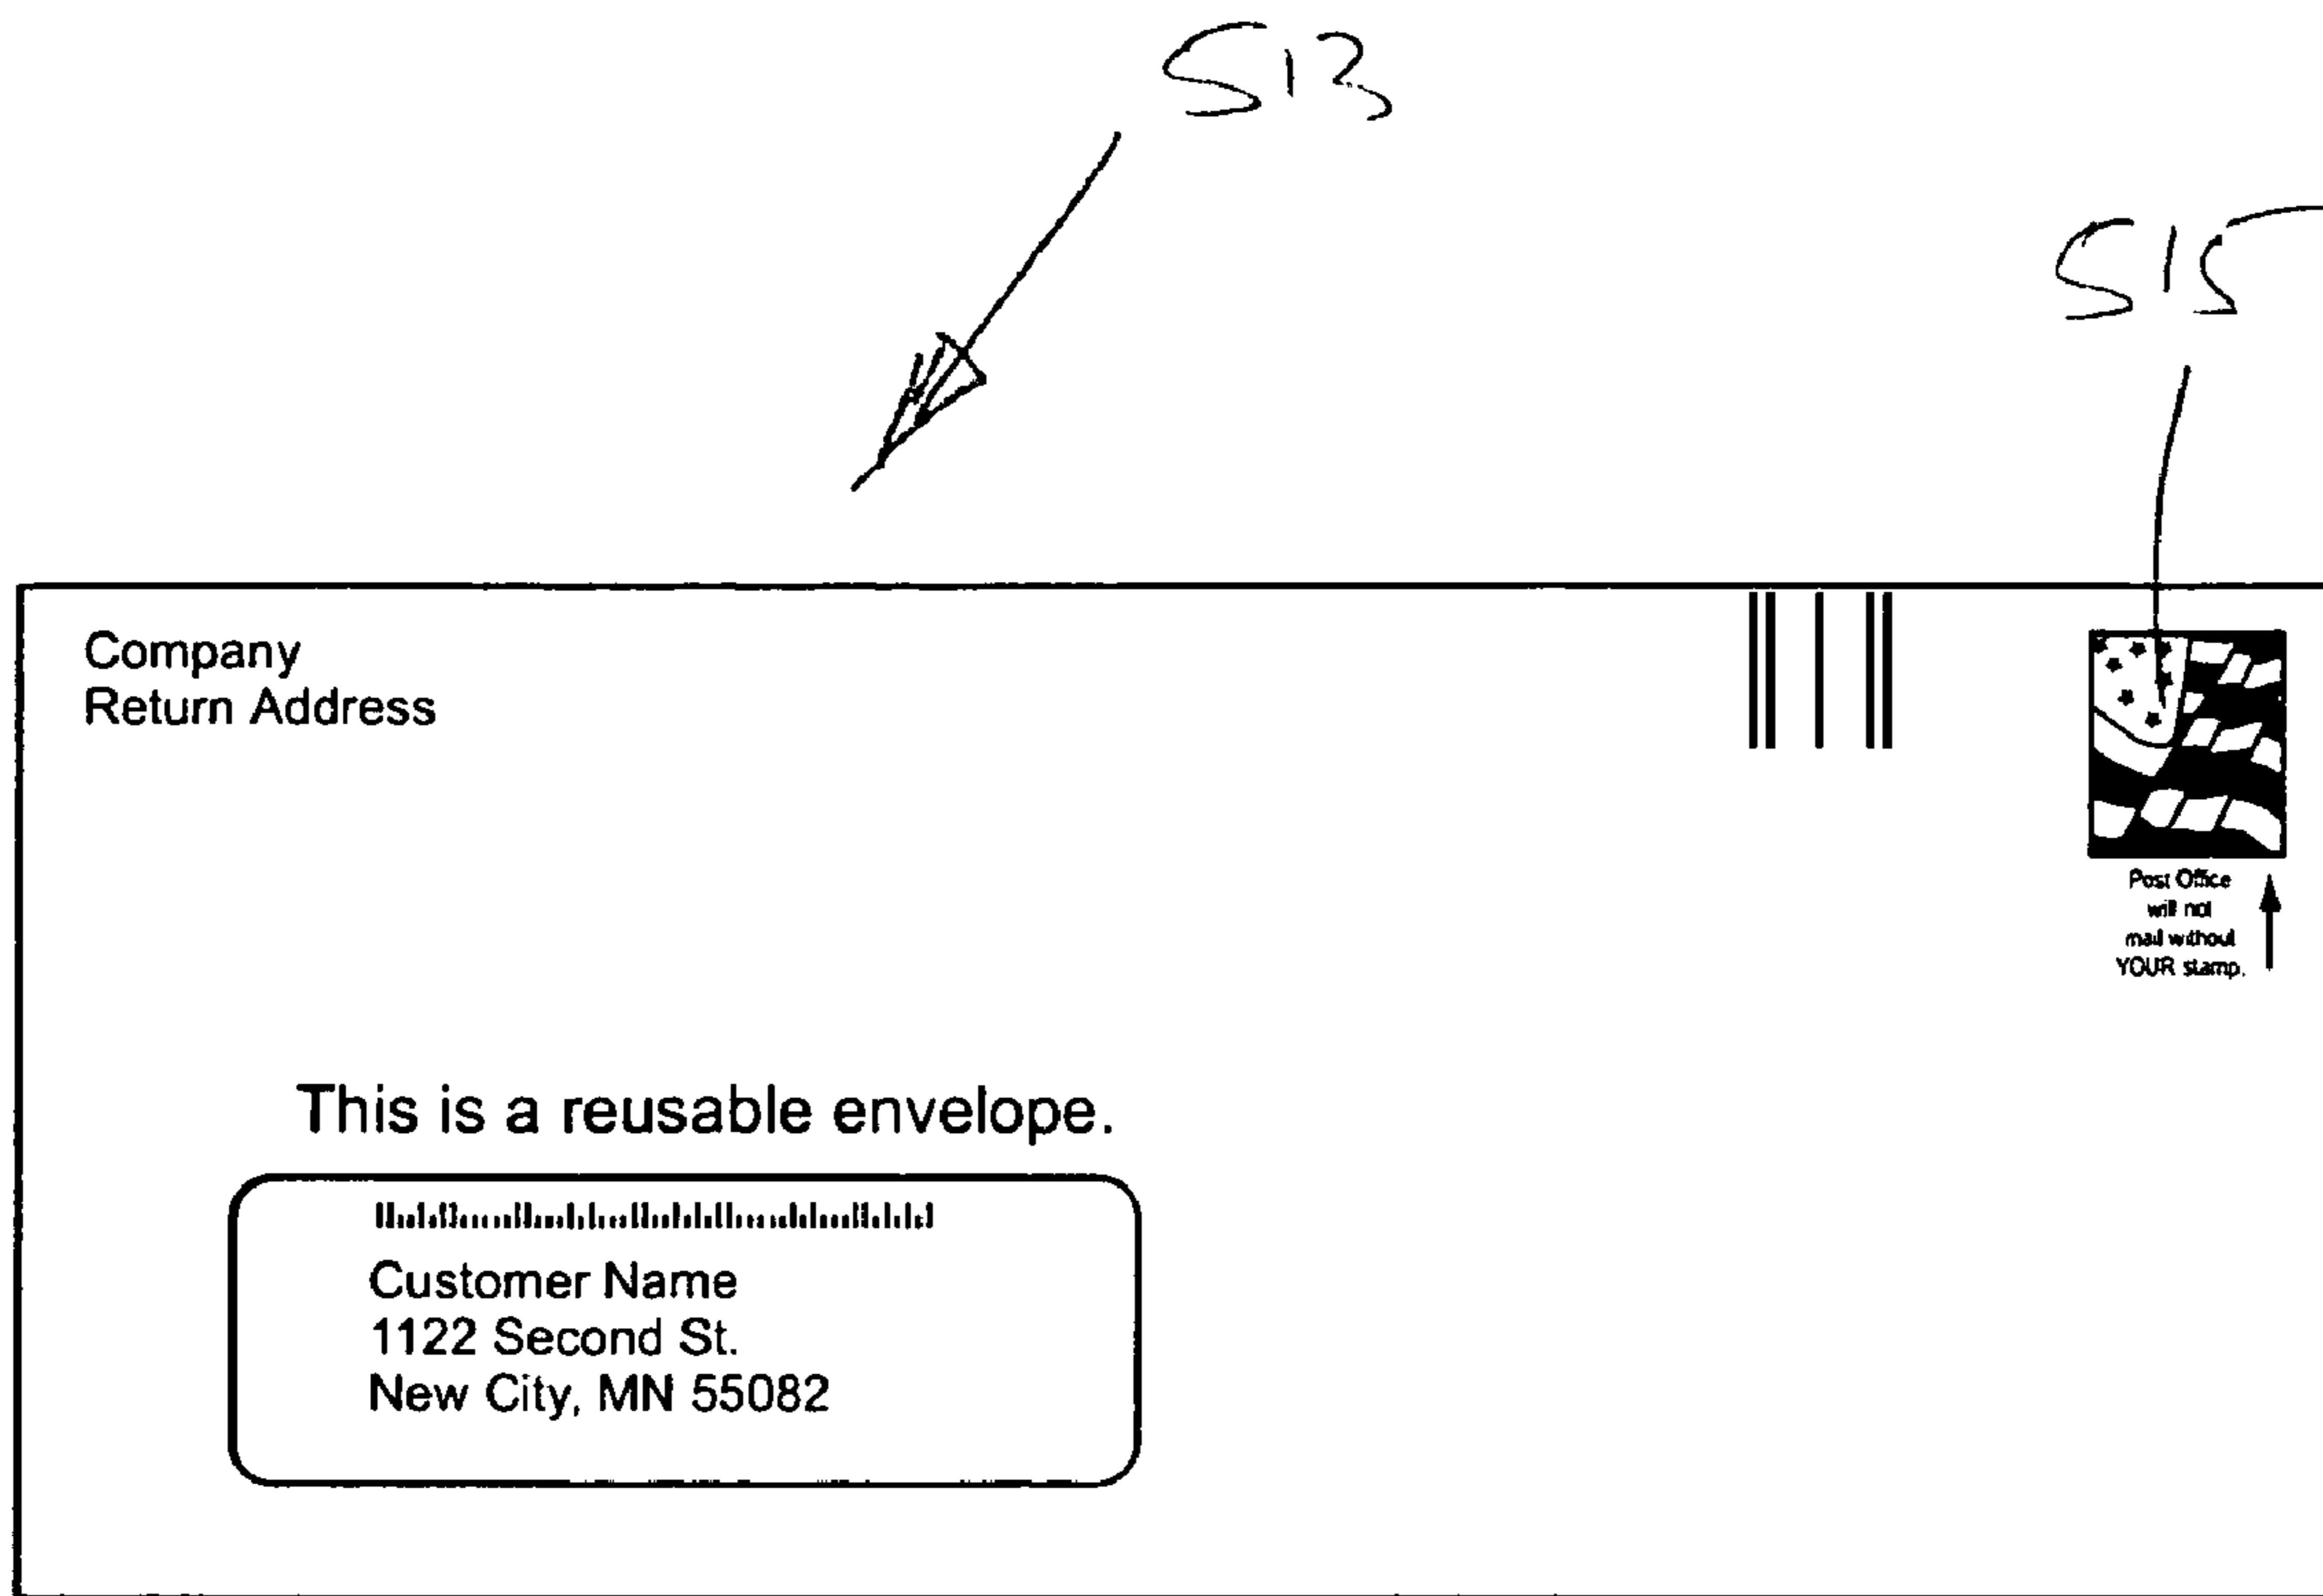 513
515
Company
Return Address
Post Office
will not
mail without
YOUR stamp.
This is a reusable envelope.
Customer Name
1122 Second St.
New City, MN 55082